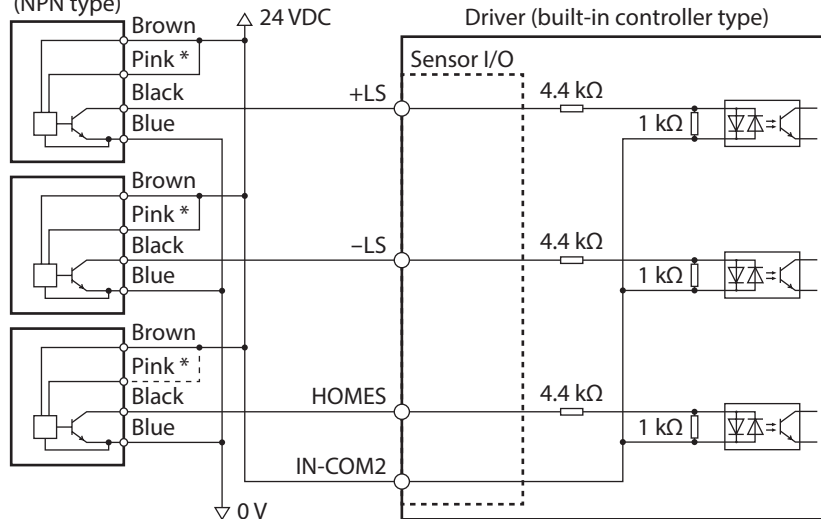 (NPN type)
24 VDC
Driver (built-in controller type)
Brown
Pink *
Black
Blue
Sensor I/O
+LS
4.4 kΩ
1 kΩ
Brown
Pink *
Black
Blue
–LS
4.4 kΩ
1 kΩ
Brown
Pink *
Black
Blue
HOMES
4.4 kΩ
1 kΩ
IN-COM2
0 V